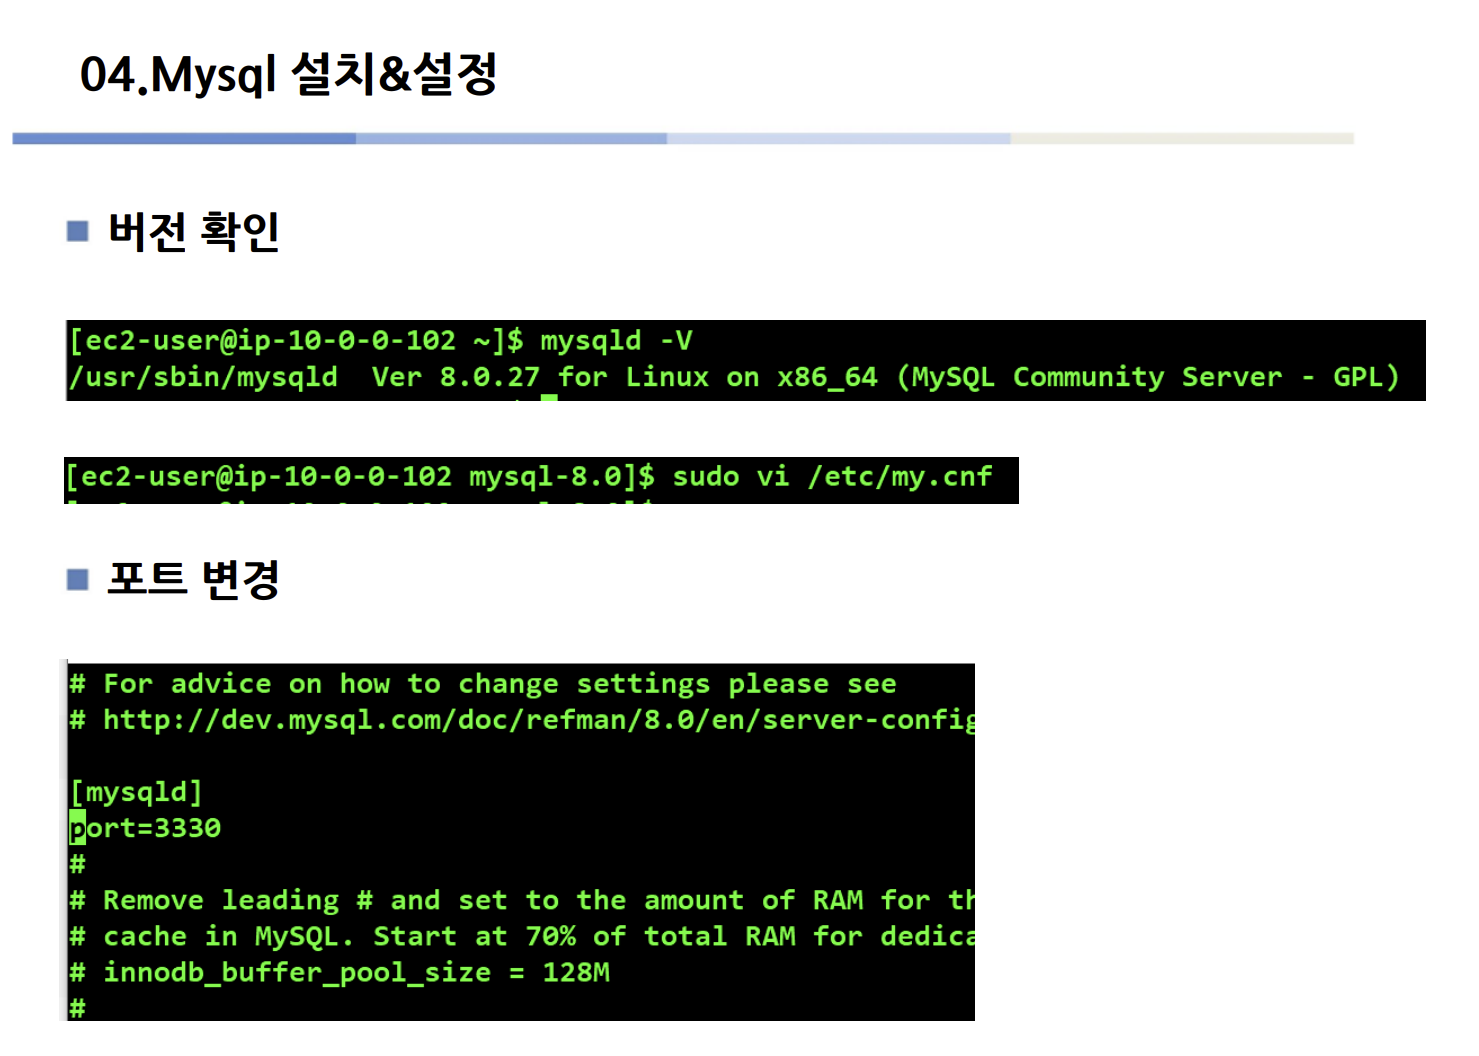 04.Mysql 설치&설정
버전 확인
[ec2-user@ip-10-0-0-102 ~]$ mysqld -V
/usr/sbin/mysqld  Ver 8.0.27 for Linux on x86_64 (MySQL Community Server - GPL)
[ec2-user@ip-10-0-0-102 mysql-8.0]$ sudo vi /etc/my.cnf
포트 변경
# For advice on how to change settings please see
# http://dev.mysql.com/doc/refman/8.0/en/server-config
[mysqld]
port=3330
#
# Remove leading # and set to the amount of RAM for th
# cache in MySQL. Start at 70% of total RAM for dedica
# innodb_buffer_pool_size = 128M
#